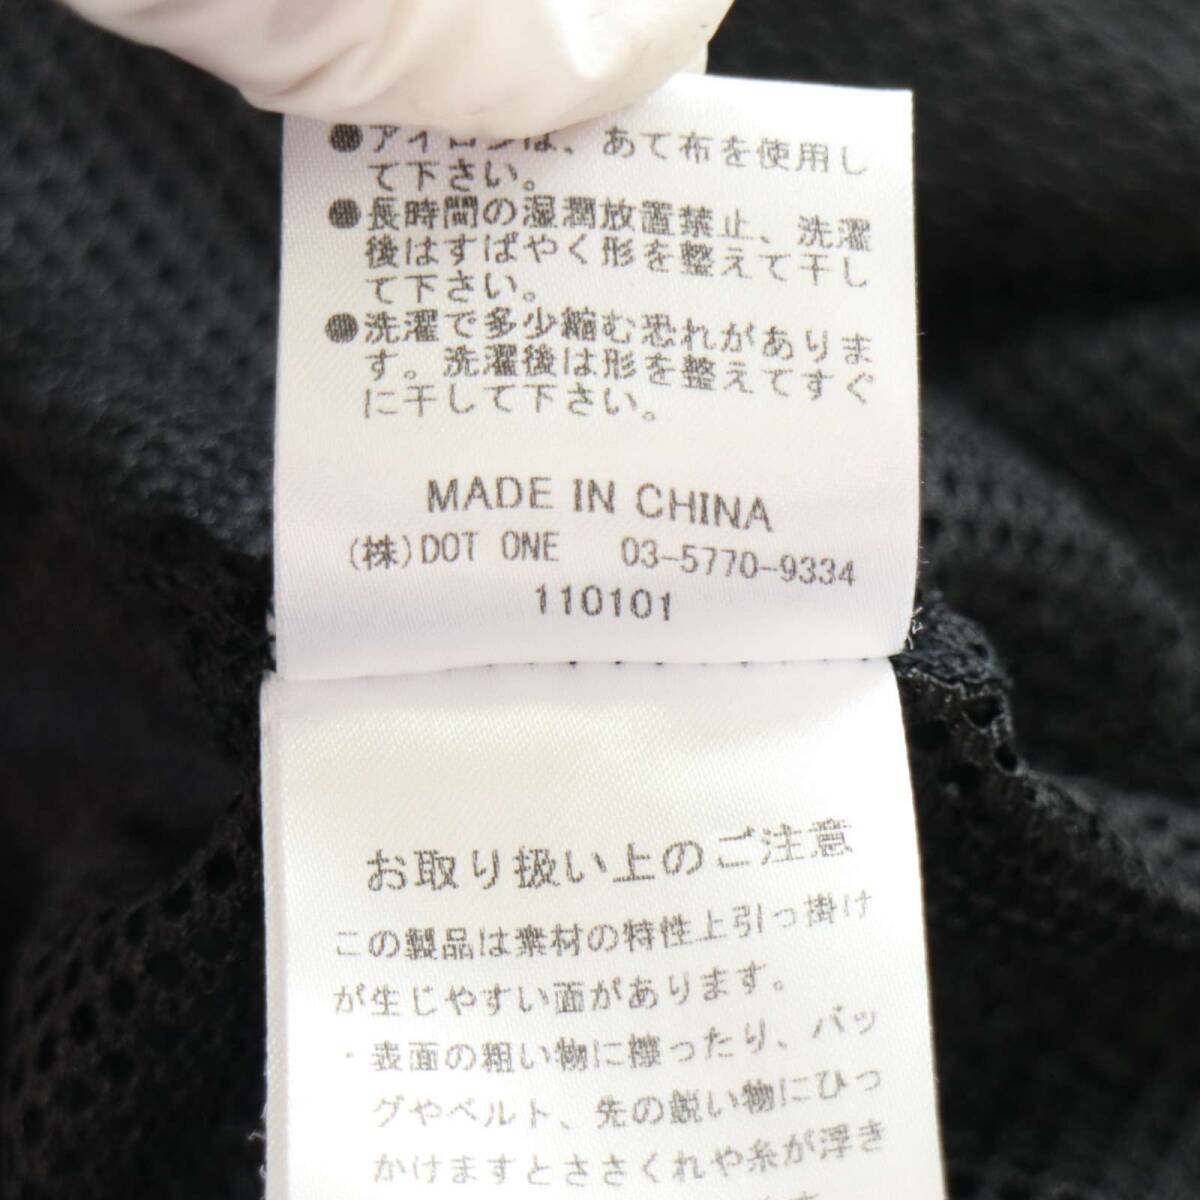 ●アイロンは、あて布を使用し
て下さい。
●長時間の湿潤放置禁止、洗濯
後はすばやく形を整えて干し
て下さい。
●洗濯で多少縮む恐れがありま
す。洗濯後は形を整えてすぐ
に干して下さい。
MADE IN CHINA
(株)DOT ONE 03-5770-9334
110101
お取り扱い上のご注意
この製品は素材の特性上引っ掛け
が生じやすい面があります。
・表面の粗い物に擦ったり、バッ
グやベルト、先の鋭い物にひっ
かけますとささくれや糸が浮き